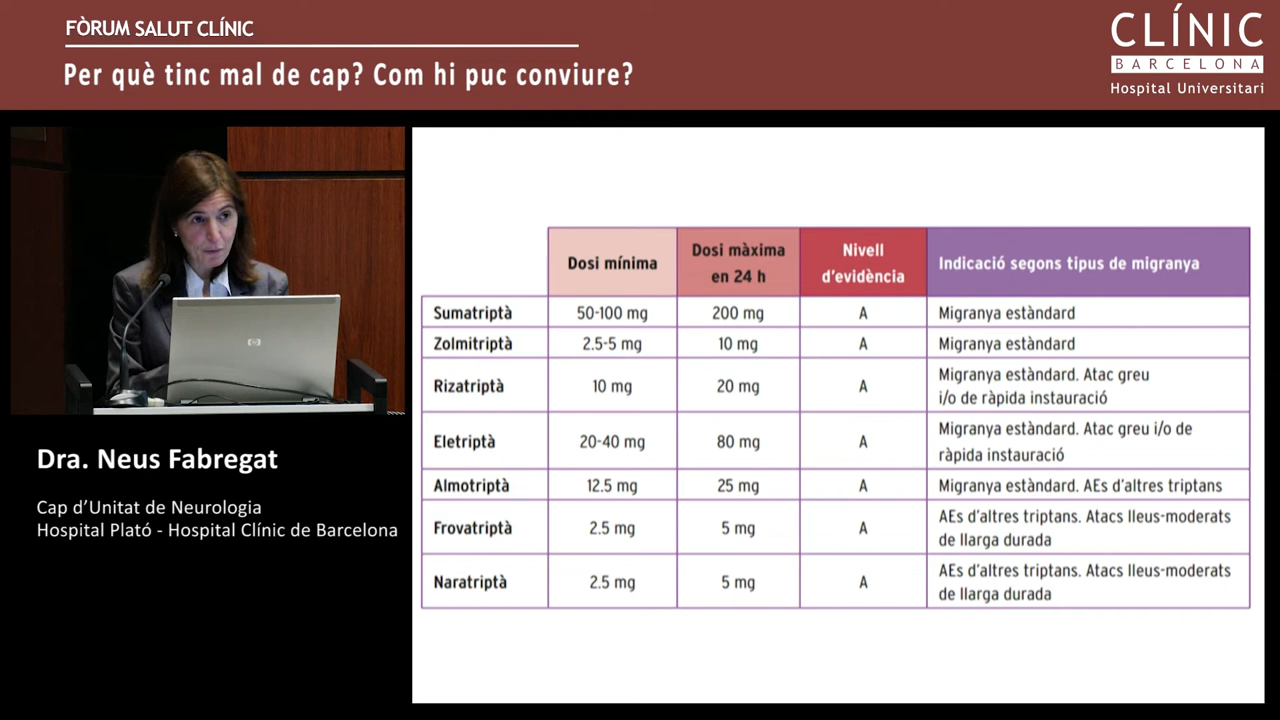 FÒRUM SALUT CLÍNIC
Per què tinc mal de cap? Com hi puc conviure?
CLÍNIC
BARCELONA
Hospital Universitari
Dra. Neus Fabregat
Cap d'Unitat de Neurologia
Hospital Plató - Hospital Clínic de Barcelona
Dosi mínima
Dosi màxima
en 24 h
Nivell
d'evidència
Indicació segons tipus de migranya
Sumatriptà 50-100 mg 200 mg A Migranya estàndard
Zolmitriptà 2.5-5 mg 10 mg A Migranya estàndard
Rizatriptà 10 mg 20 mg A Migranya estàndard. Atac greu
i/o de ràpida instauració
Eletriptà 20-40 mg 80 mg A Migranya estàndard. Atac greu i/o de
ràpida instauració
Almotriptà 12.5 mg 25 mg A Migranya estàndard. AEs d'altres triptans
Frovatriptà 2.5 mg 5 mg A AEs d'altres triptans. Atacs lleus-moderats
de llarga durada
Naratriptà 2.5 mg 5 mg A AEs d'altres triptans. Atacs lleus-moderats
de llarga durada
hp